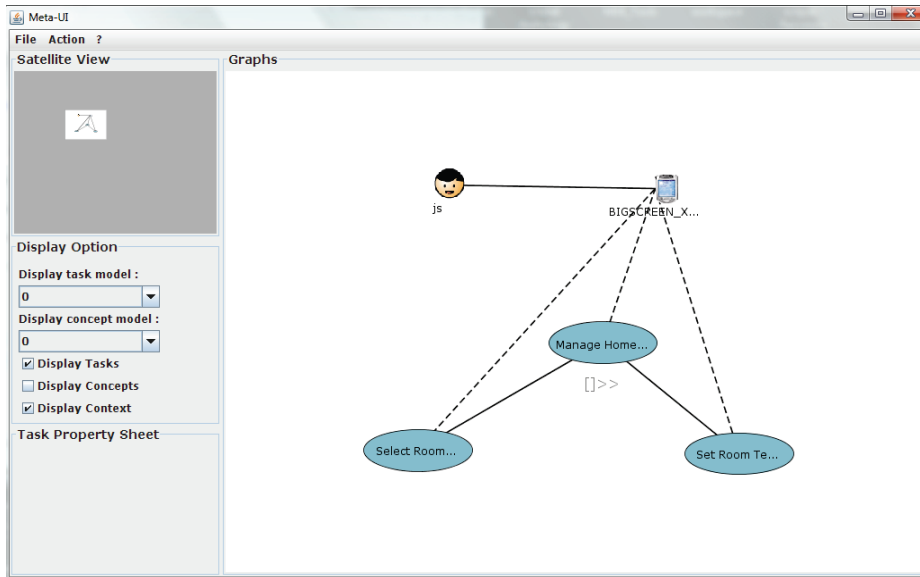 Meta-UI
File Action ?
Satellite View
Graphs
js
BIGSCREEN_X...
Display Option
Display task model :
0
Display concept model :
0
Display Tasks
Display Concepts
Display Context
Manage Home...
[]>>
Select Room...
Set Room Te...
Task Property Sheet